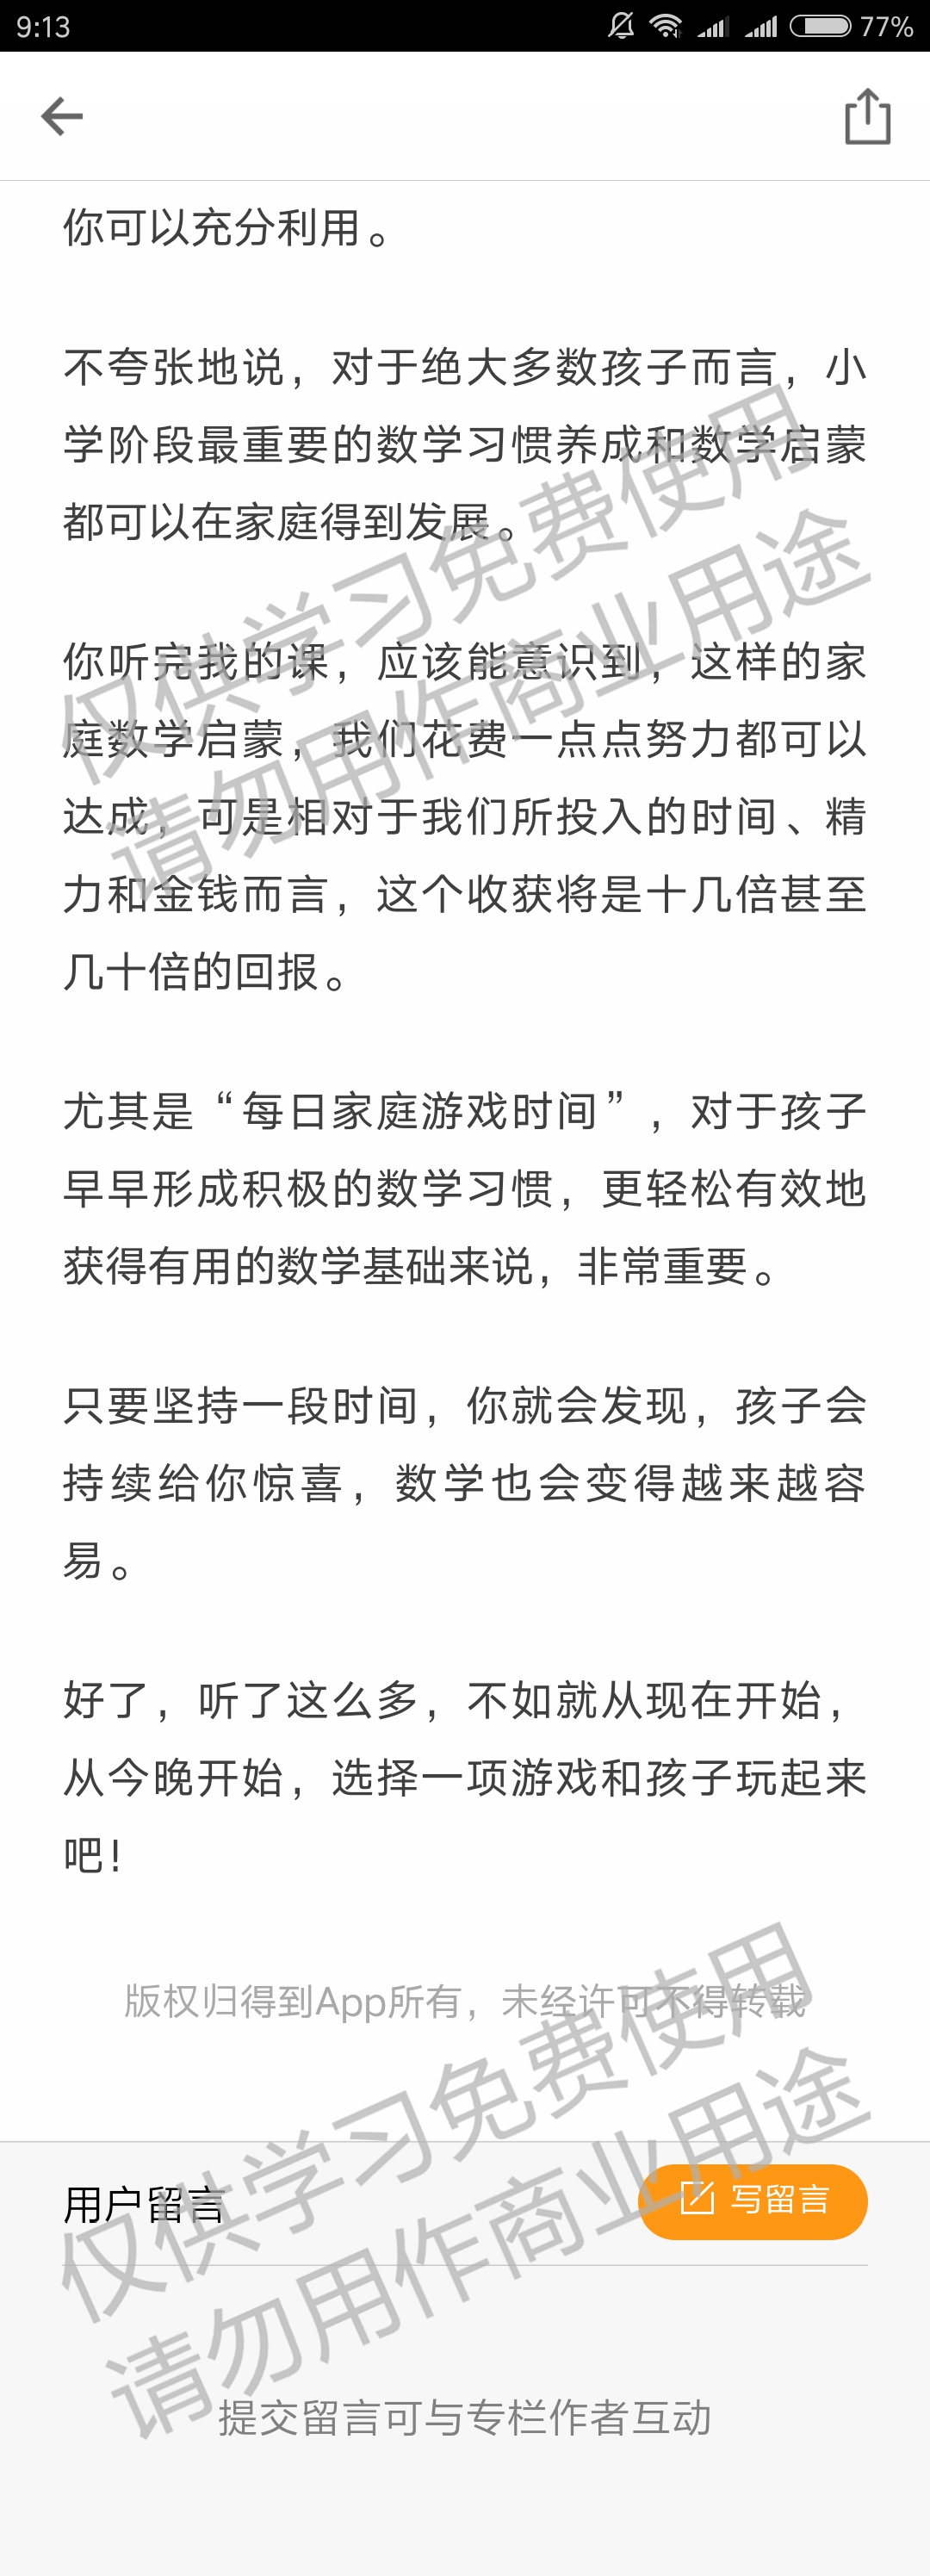 9:13
77%
你可以充分利用。
不夸张地说，对于绝大多数孩子而言，小
学阶段最重要的数学习惯养成和数学启蒙
都可以在家庭得到发展。
你听完我的课，应该能意识到，这样的家
庭数学启蒙，我们花费一点点努力都可以
达成，可是相对于我们所投入的时间、精
力和金钱而言，这个收获将是十几倍甚至
几十倍的回报。
仅供学习免费使用
请勿用作商业用途
尤其是“每日家庭游戏时间”，对于孩子
早早形成积极的数学习惯，更轻松有效地
获得有用的数学基础来说，非常重要。
只要坚持一段时间，你就会发现，孩子会
持续给你惊喜，数学也会变得越来越容
易。
好了，听了这么多，不如就从现在开始，
从今晚开始，选择一项游戏和孩子玩起来
吧！
版权归得到App所有，未经许可不得转载
用户留言
写留言
仅供学习免费使用
请勿用作商业用途
提交留言可与专栏作者互动